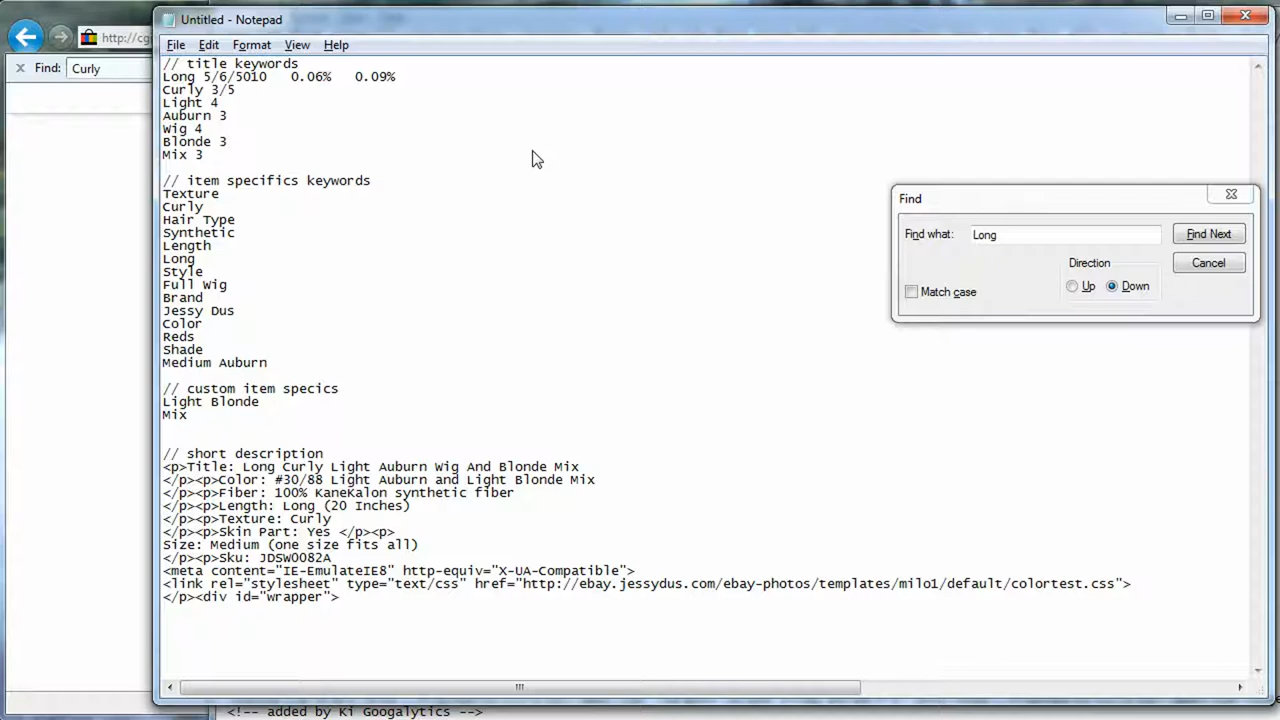 Untitled - Notepad
http://cg
File Edit Format View Help
Find: Curly
// title keywords
Long 5/6/5010 0.06% 0.09%
Curly 3/5
Light 4
Auburn 3
Wig 4
Blonde 3
Mix 3
// item specifics keywords
Texture
Curly
Hair Type
Synthetic
Length
Long
Style
Full Wig
Brand
Jessy Dus
Color
Reds
Shade
Medium Auburn
// custom item specics
Light Blonde
Mix
// short description
<p>Title: Long Curly Light Auburn Wig And Blonde Mix
</p><p>Color: #30/88 Light Auburn and Light Blonde Mix
</p><p>Fiber: 100% KaneKalon synthetic fiber
</p><p>Length: Long (20 Inches)
</p><p>Texture: Curly
</p><p>Skin Part: Yes </p><p>
Size: Medium (one size fits all)
</p><p>Sku: JDSW0082A
<meta content="IE-EmulateIE8" http-equiv="X-UA-Compatible">
<link rel="stylesheet" type="text/css" href="http://ebay.jessydus.com/ebay-photos/templates/milo1/default/colortest.css">
</p><div id="wrapper">
Find
Find what: Long Find Next
Direction Cancel
Up Down
Match case
<!-- added by Ki Googalytics -->